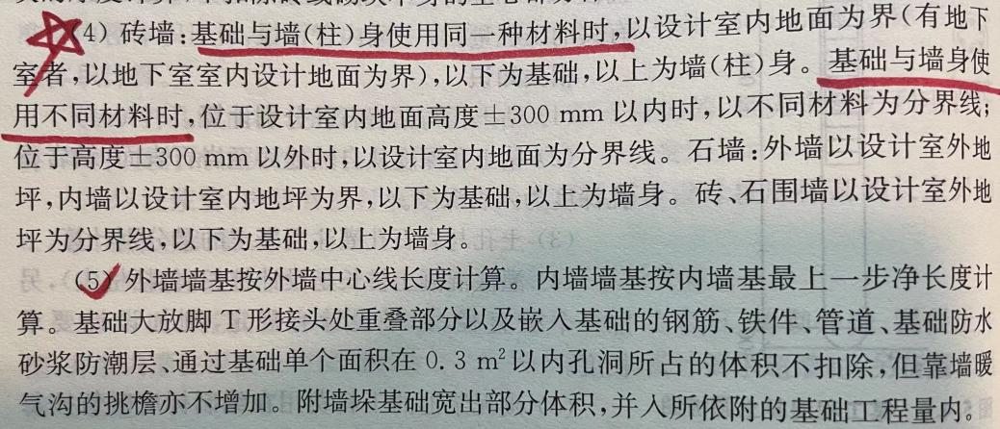 (4) 砖墙:基础与墙(柱)身使用同一种材料时,以设计室内地面为界(有地下
室者,以地下室室内设计地面为界),以下为基础,以上为墙(柱)身。基础与墙身使
用不同材料时,位于设计室内地面高度±300 mm 以内时,以不同材料为分界线;
位于高度±300 mm 以外时,以设计室内地面为分界线。石墙:外墙以设计室外地
坪,内墙以设计室内地坪为界,以下为基础,以上为墙身。砖、石围墙以设计室外地
坪为分界线,以下为基础,以上为墙身。
(5) 外墙墙基按外墙中心线长度计算。内墙墙基按内墙基最上一步净长度计
算。基础大放脚 T 形接头处重叠部分以及嵌入基础的钢筋、铁件、管道、基础防水
砂浆防潮层、通过基础单个面积在 0.3 m² 以内孔洞所占的体积不扣除,但靠墙暖
气沟的挑檐亦不增加。附墙垛基础宽出部分体积,并入所依附的基础工程量内。